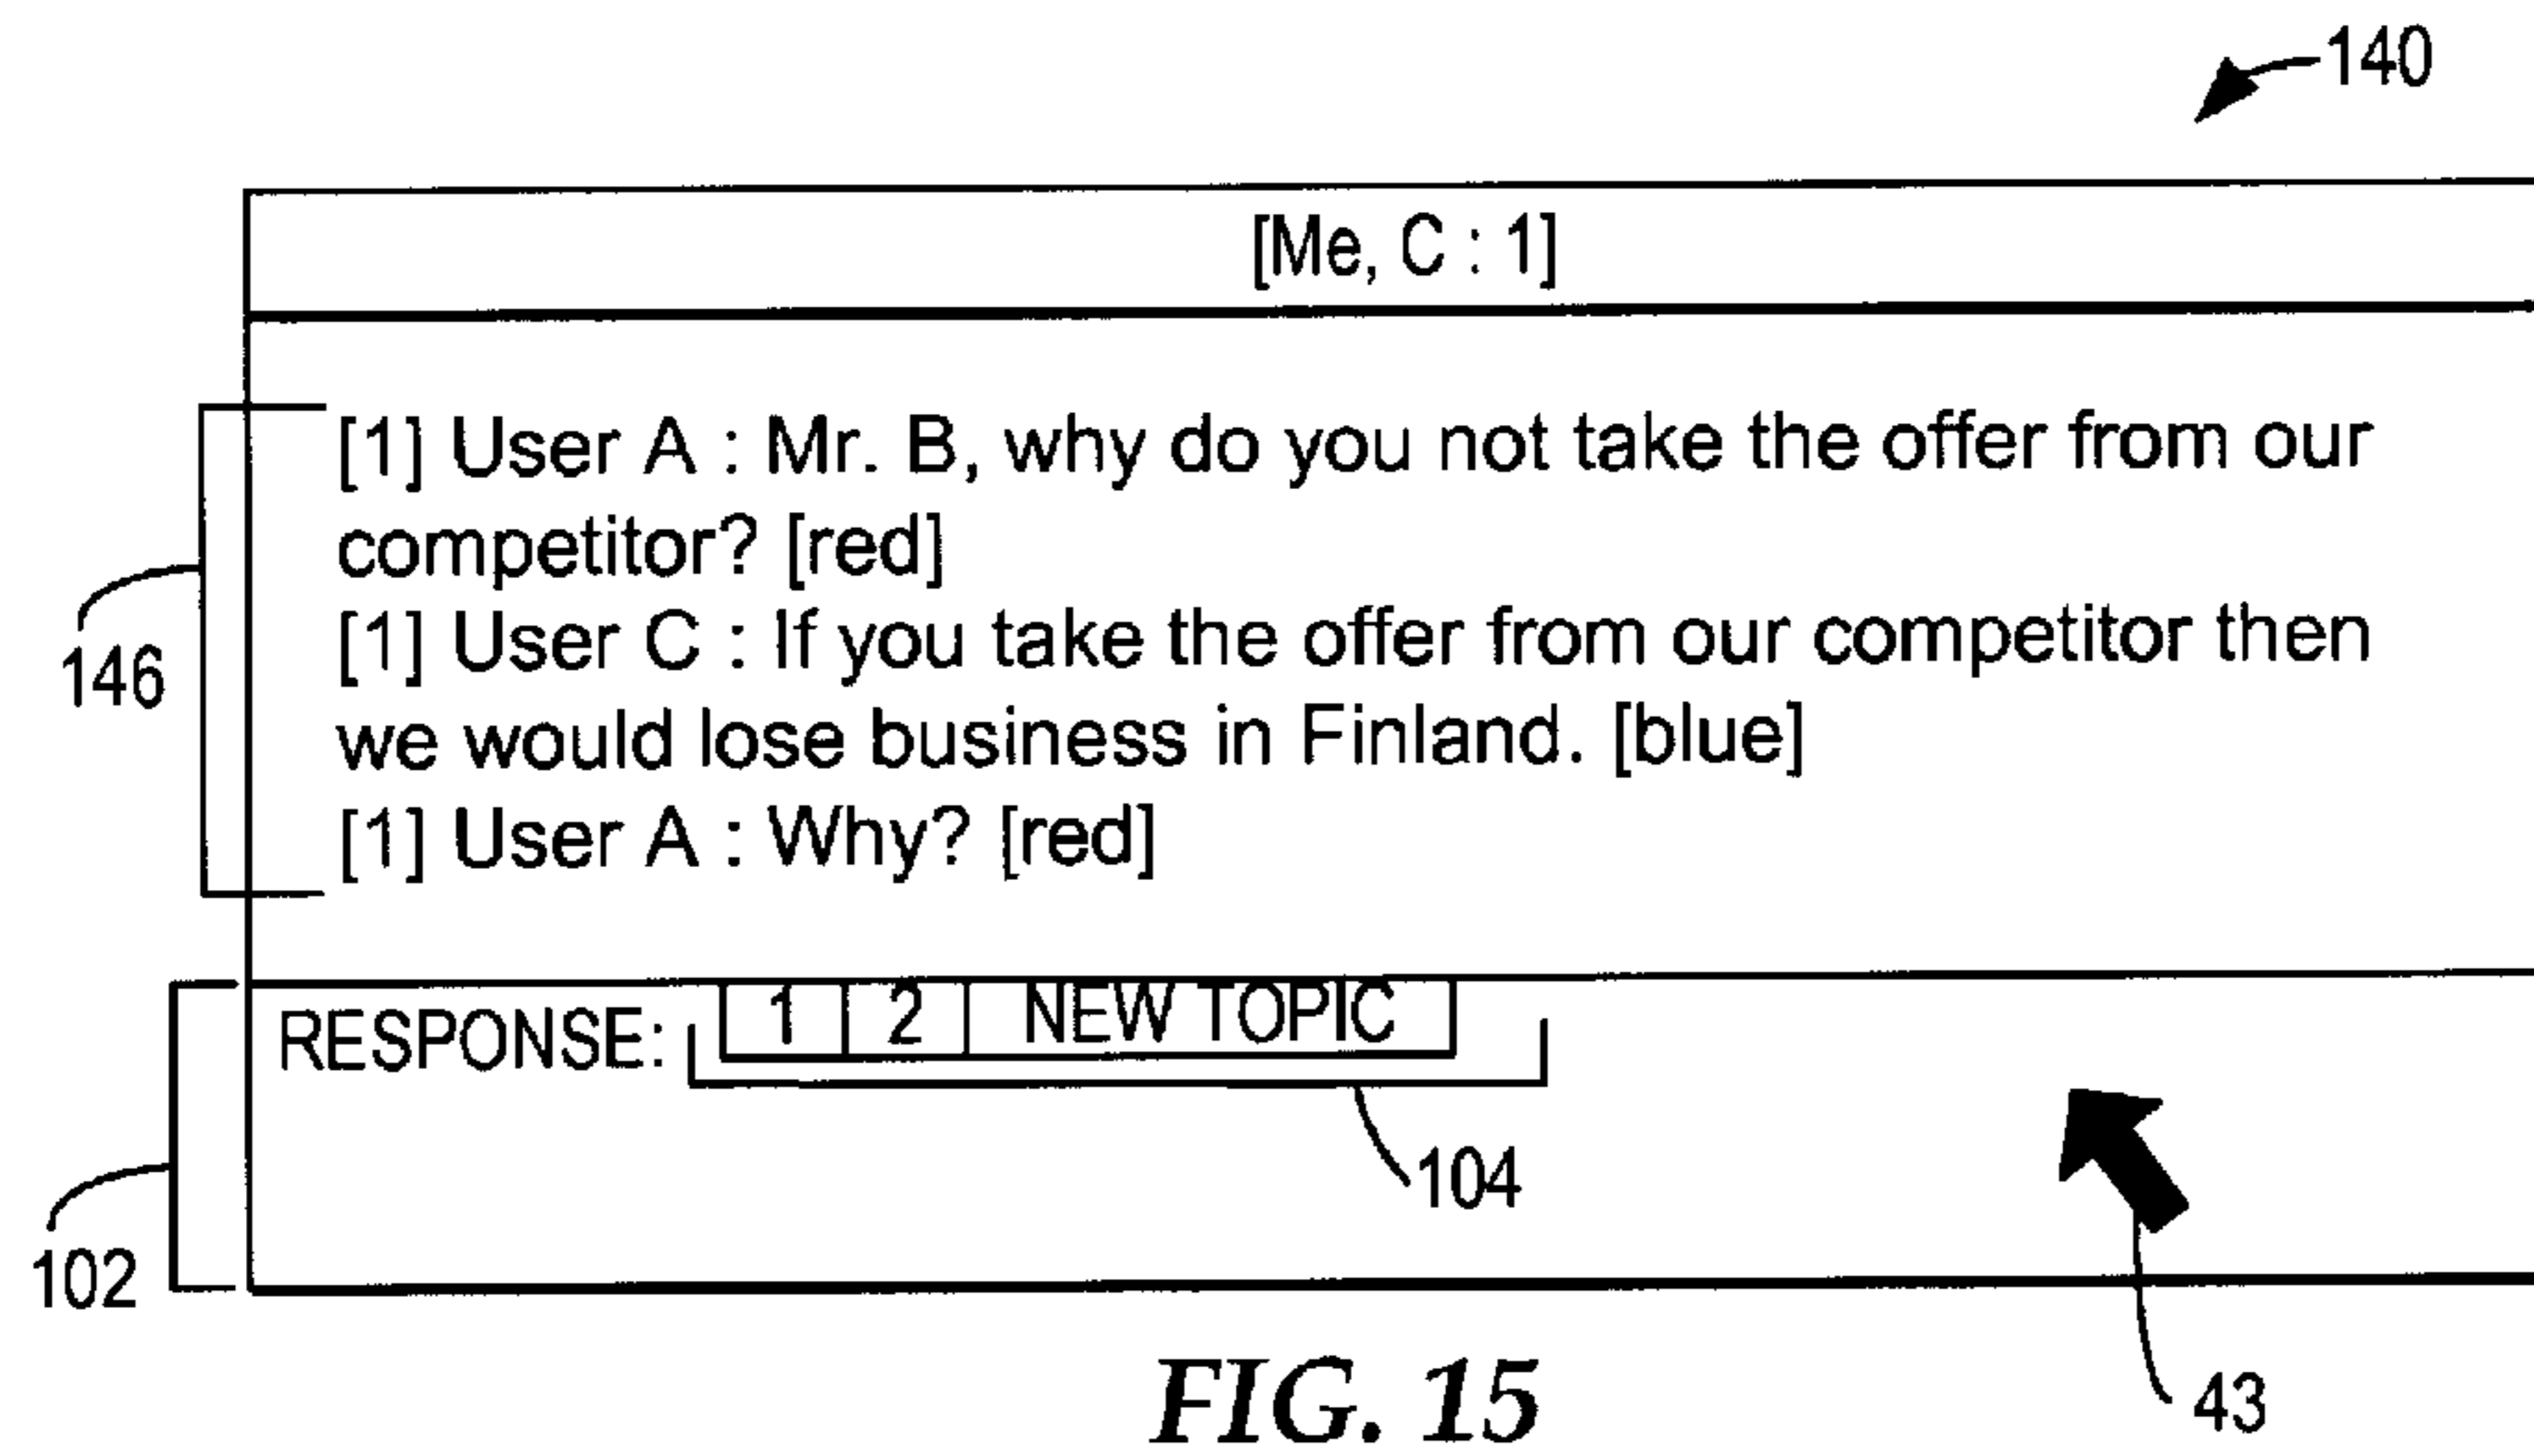 140
[Me, C : 1]
[1] User A : Mr. B, why do you not take the offer from our
competitor? [red]
[1] User C : If you take the offer from our competitor then
we would lose business in Finland. [blue]
[1] User A : Why? [red]
146
RESPONSE: 1 2 NEW TOPIC
104
102
43
FIG. 15